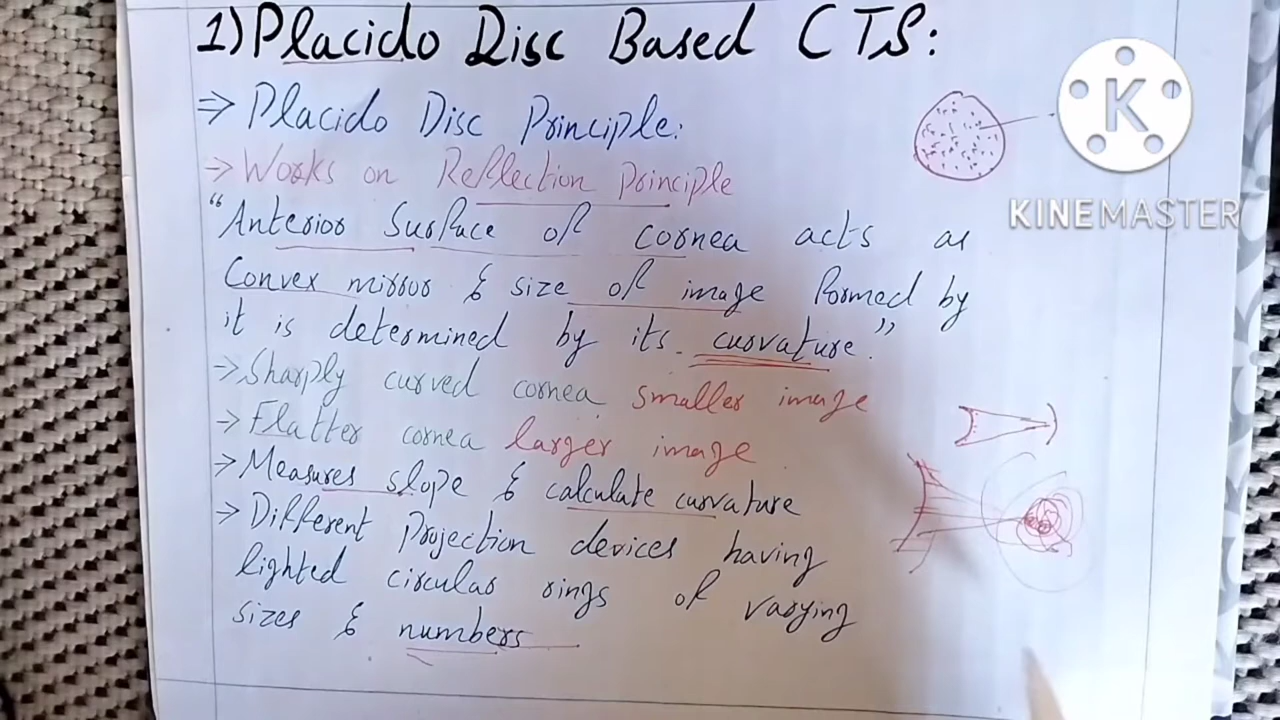 1) Placido Disc Based CTS:
⇒ Placido Disc Principle:
→ Works on Reflection Principle
"Anterior Surface of cornea acts as
Convex mirror & size of image formed by
it is determined by its curvature."
→ Sharply curved cornea smaller image
→ Flatter cornea larger image
→ Measures slope & calculate curvature
→ Different Projection devices having
lighted circular rings of varying
sizes & numbers
K
KINEMASTER